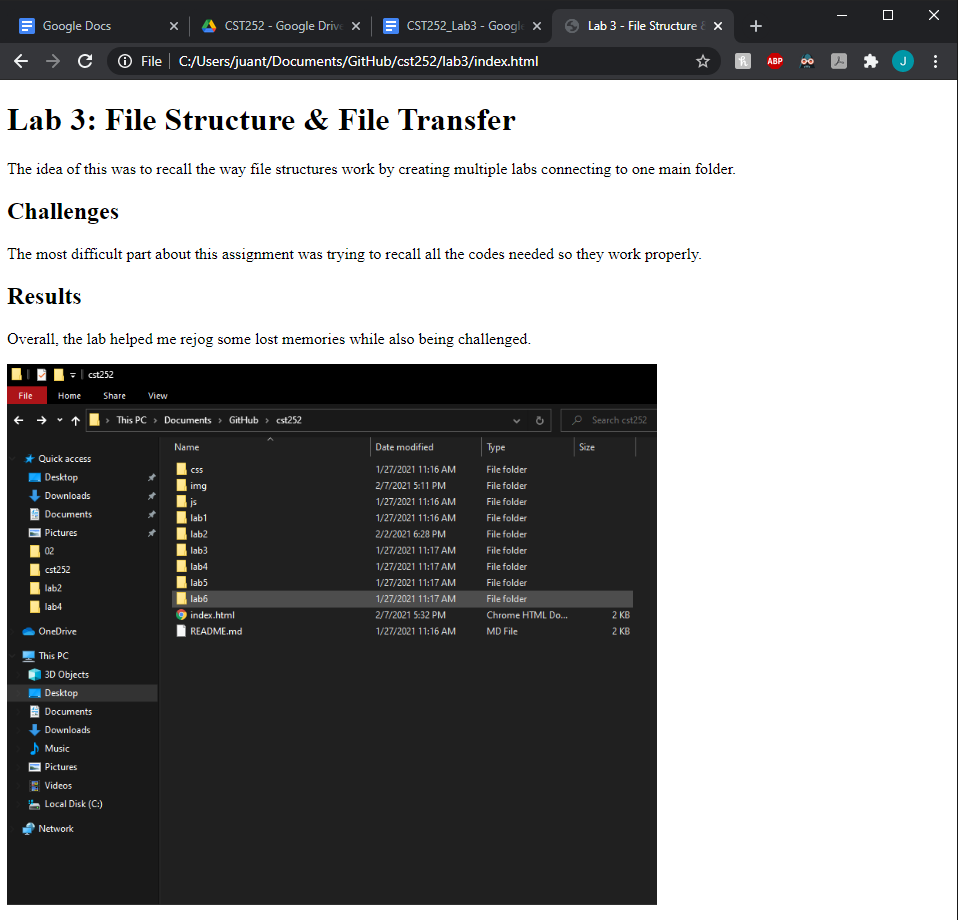 Google Docs
CST252 - Google Drive
CST252_Lab3 - Google
Lab 3 - File Structure &
File
C:/Users/juant/Documents/GitHub/cst252/lab3/index.html
ABP
J
Lab 3: File Structure & File Transfer
The idea of this was to recall the way file structures work by creating multiple labs connecting to one main folder.
Challenges
The most difficult part about this assignment was trying to recall all the codes needed so they work properly.
Results
Overall, the lab helped me rejog some lost memories while also being challenged.
cst252
File Home Share View
This PC > Documents > GitHub > cst252
Search cst252
Name Date modified Type Size
css 1/27/2021 11:16 AM File folder
img 2/7/2021 5:11 PM File folder
js 1/27/2021 11:16 AM File folder
lab1 1/27/2021 11:16 AM File folder
lab2 2/2/2021 6:28 PM File folder
lab3 1/27/2021 11:17 AM File folder
lab4 1/27/2021 11:17 AM File folder
lab5 1/27/2021 11:17 AM File folder
lab6 1/27/2021 11:17 AM File folder
index.html 2/7/2021 5:32 PM Chrome HTML Do... 2 KB
README.md 1/27/2021 11:16 AM MD File 2 KB
Quick access
Desktop
Downloads
Documents
Pictures
02
cst252
lab2
lab4
OneDrive
This PC
3D Objects
Desktop
Documents
Downloads
Music
Pictures
Videos
Local Disk (C:)
Network